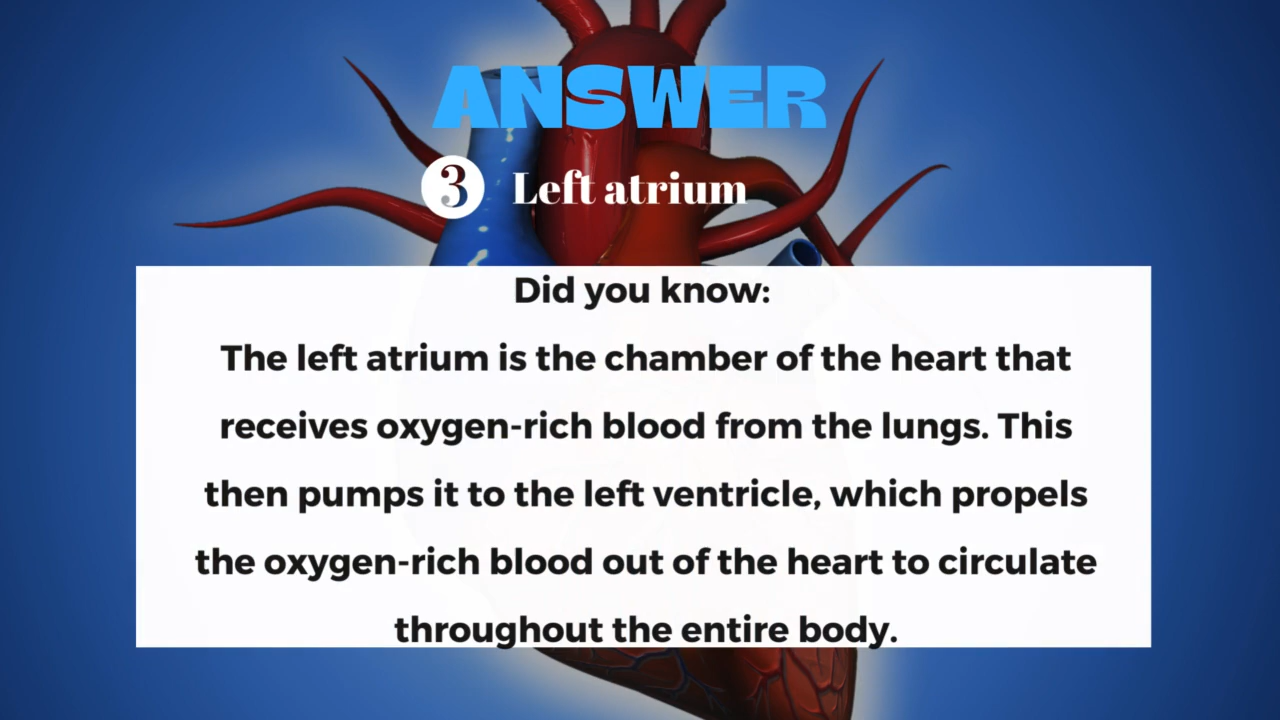 ANSWER
3 Left atrium
Did you know:
The left atrium is the chamber of the heart that
receives oxygen-rich blood from the lungs. This
then pumps it to the left ventricle, which propels
the oxygen-rich blood out of the heart to circulate
throughout the entire body.